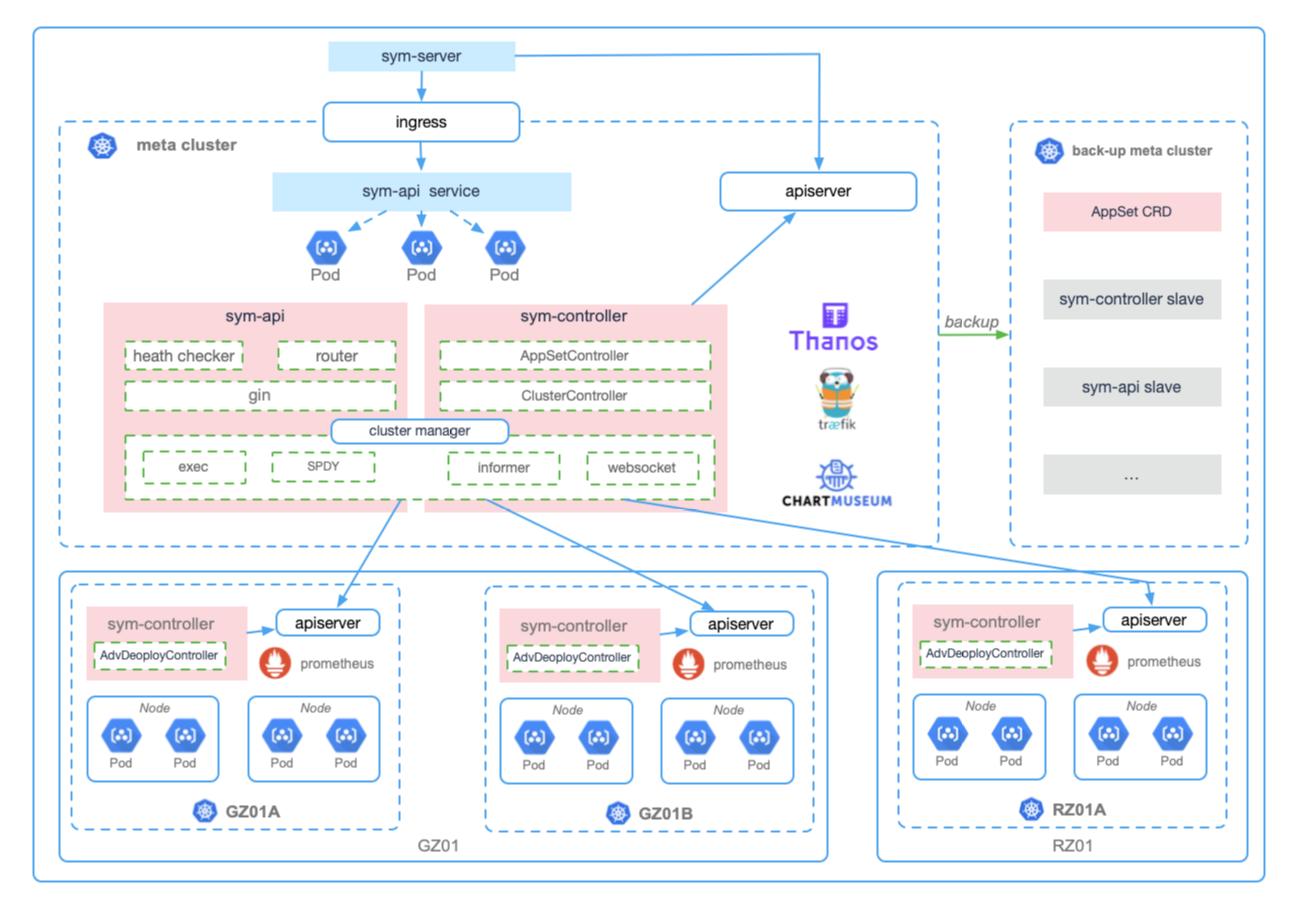 sym-server
ingress
meta cluster
back-up meta cluster
sym-api service
apiserver
AppSet CRD
Pod
Pod
Pod
sym-controller slave
sym-api
sym-controller
backup
Thanos
heath checker
router
AppSetController
gin
ClusterController
sym-api slave
træfik
cluster manager
exec
SPDY
informer
websocket
...
CHARTMUSEUM
sym-controller
apiserver
AdvDeoployController
prometheus
Node
Node
Pod
Pod
Pod
Pod
GZ01A
sym-controller
apiserver
AdvDeoployController
prometheus
Node
Node
Pod
Pod
Pod
Pod
GZ01B
GZ01
sym-controller
apiserver
AdvDeoployController
prometheus
Node
Node
Pod
Pod
Pod
Pod
RZ01A
RZ01